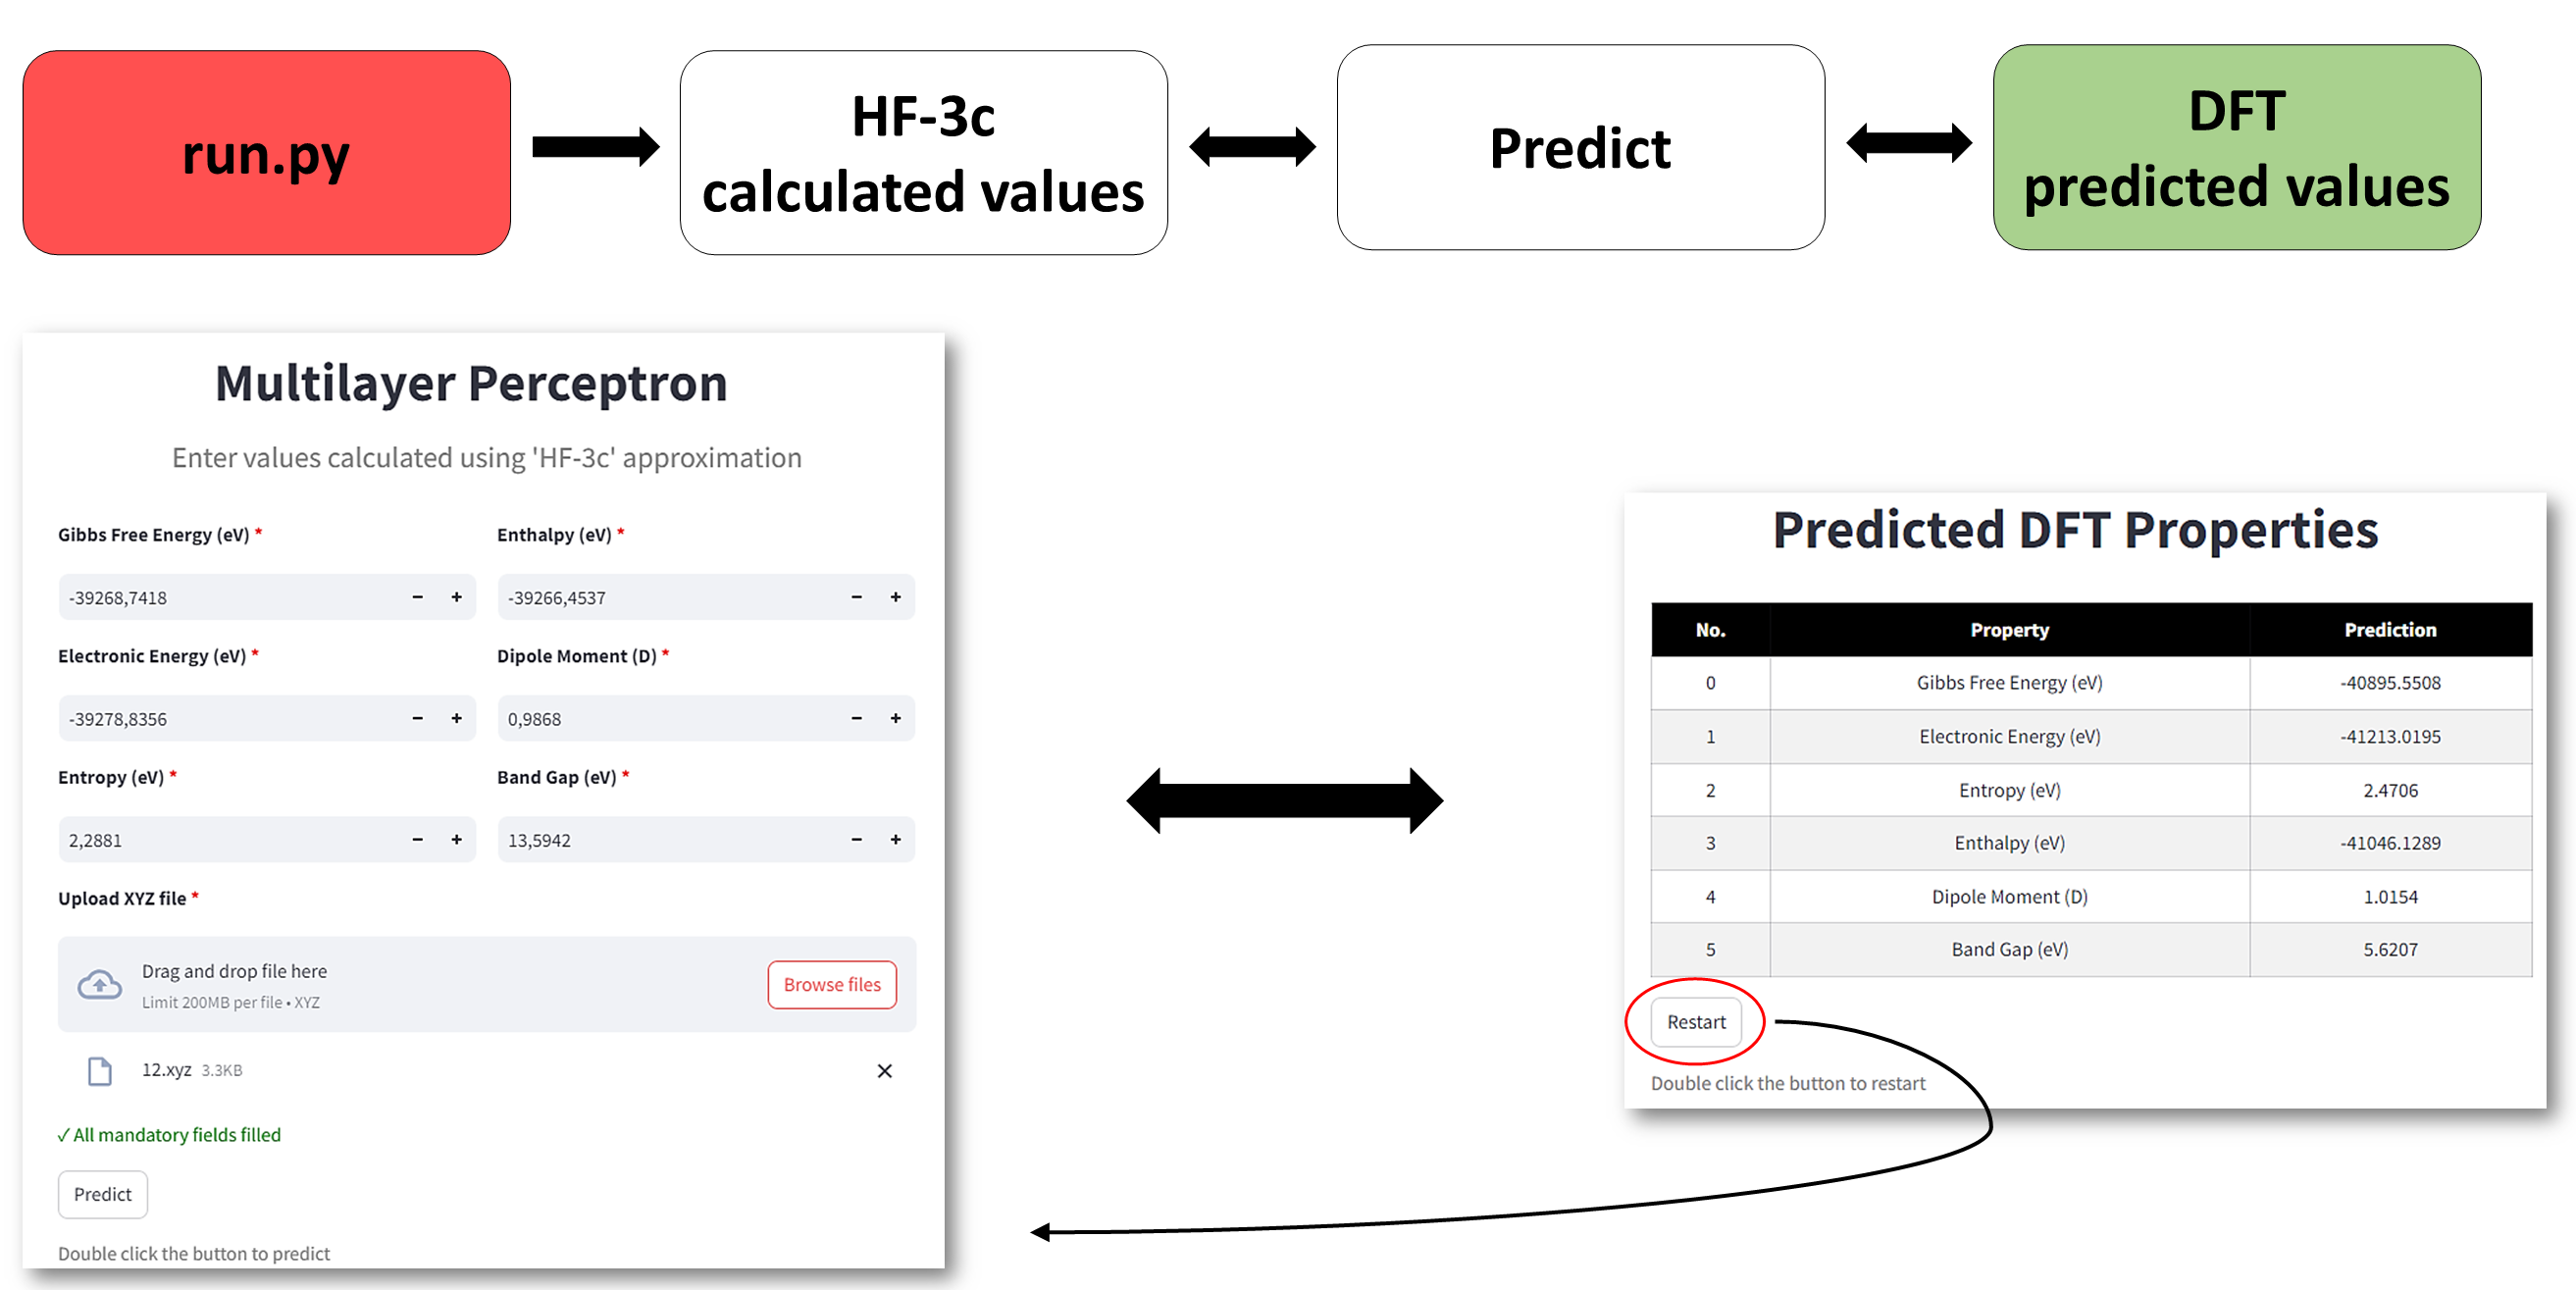 run.py
HF-3c
calculated values
Predict
DFT
predicted values
Multilayer Perceptron
Enter values calculated using 'HF-3c' approximation
Gibbs Free Energy (eV) *
Enthalpy (eV) *
-39268,7418 − +
-39266,4537 − +
Electronic Energy (eV) *
Dipole Moment (D) *
-39278,8356 − +
0,9868 − +
Entropy (eV) *
Band Gap (eV) *
2,2881 − +
13,5942 − +
Upload XYZ file *
Drag and drop file here
Limit 200MB per file • XYZ
Browse files
12.xyz 3.3KB
✓ All mandatory fields filled
Predict
Double click the button to predict
Predicted DFT Properties
No. Property Prediction
0 Gibbs Free Energy (eV) -40895.5508
1 Electronic Energy (eV) -41213.0195
2 Entropy (eV) 2.4706
3 Enthalpy (eV) -41046.1289
4 Dipole Moment (D) 1.0154
5 Band Gap (eV) 5.6207
Restart
Double click the button to restart